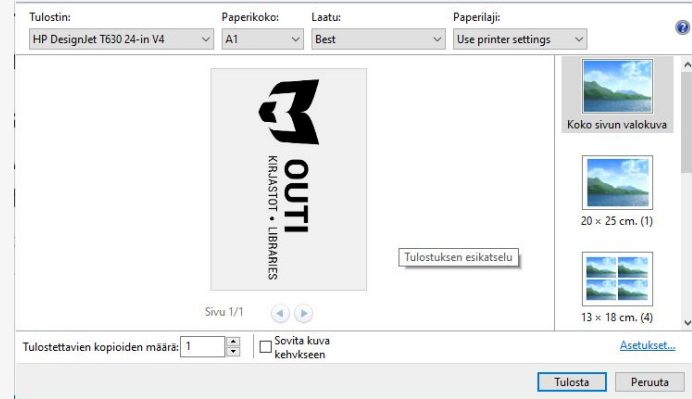 Tulostin:
Paperikoko:
Laatu:
Paperilaji:
HP DesignJet T630 24-in V4
A1
Best
Use printer settings
OUTI
KIRJASTOT • LIBRARIES
Tulostuksen esikatselu
Sivu 1/1
Koko sivun valokuva
20 × 25 cm. (1)
13 × 18 cm. (4)
Tulostettavien kopioiden määrä: 1
Sovita kuva
kehykseen
Asetukset...
Tulosta
Peruuta